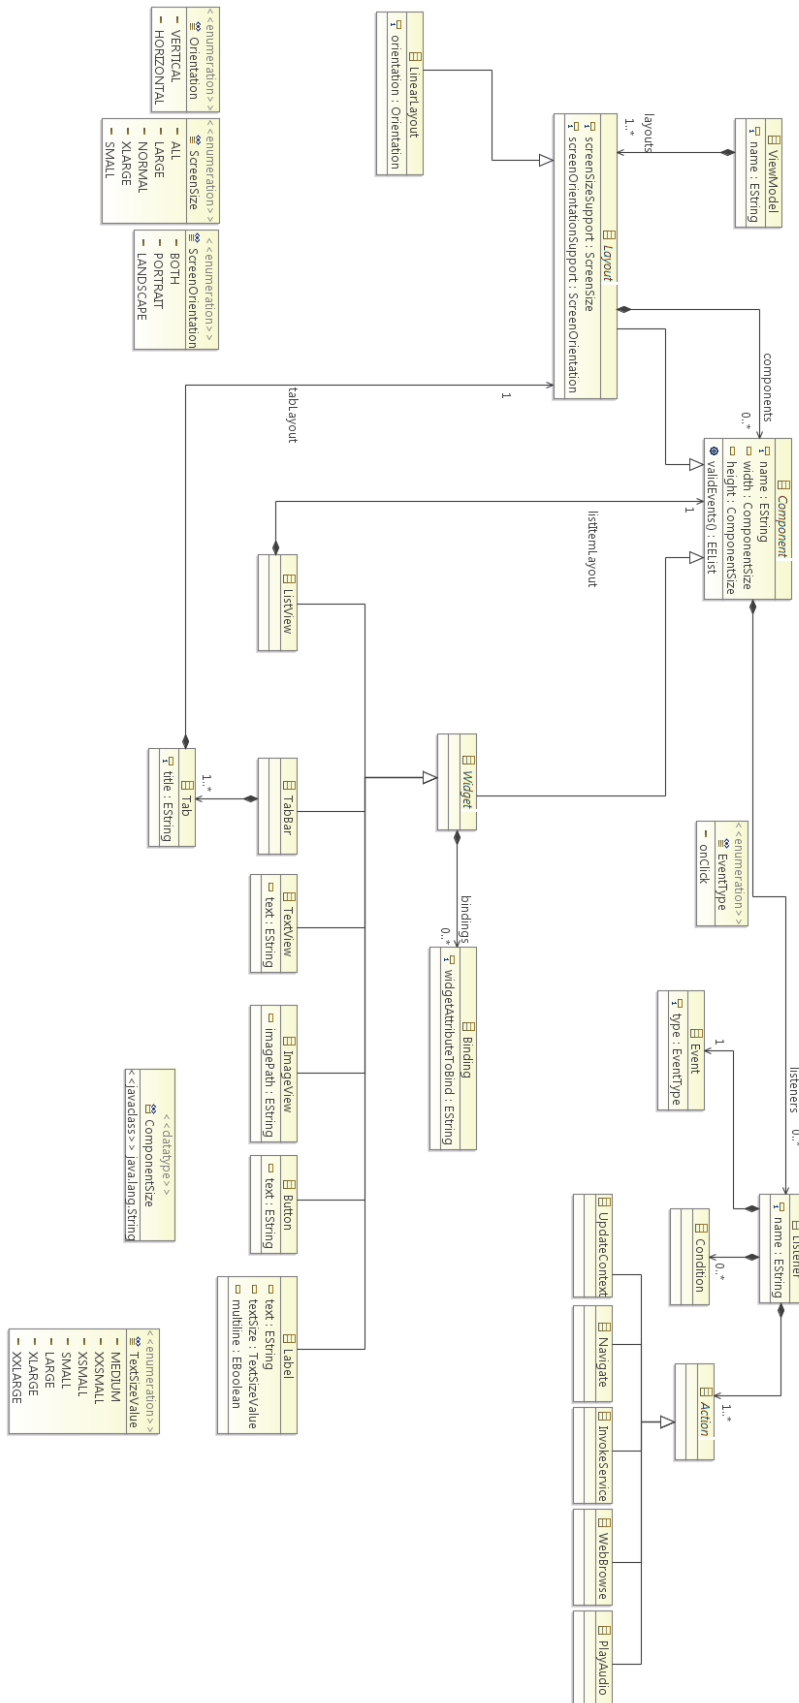 ViewModel
name : EString
layouts
1..*
Layout
screenSizeSupport : ScreenSize
screenOrientationSupport : ScreenOrientation
LinearLayout
orientation : Orientation
<<enumeration>>
Orientation
VERTICAL
HORIZONTAL
<<enumeration>>
ScreenSize
ALL
LARGE
NORMAL
XLARGE
SMALL
<<enumeration>>
ScreenOrientation
BOTH
PORTRAIT
LANDSCAPE
components
0..*
Component
name : EString
width : ComponentSize
height : ComponentSize
validEvents() : EEList
1
tabLayout
1
listItemLayout
ListView
Widget
bindings
0..*
Binding
widgetAttributeToBind : EString
TabBar
1..*
Tab
title : EString
TextView
text : EString
ImageView
imagePath : EString
Button
text : EString
Label
text : EString
textSize : TextSizeValue
multiline : EBoolean
<<enumeration>>
EventType
onClick
listeners
0..*
Listener
name : EString
1
Event
type : EventType
0..*
Condition
1..*
Action
UpdateContext
Navigate
InvokeService
WebBrowse
PlayAudio
<<datatype>>
ComponentSize
<<javaclass>> java.lang.String
<<enumeration>>
TextSizeValue
MEDIUM
XXSMALL
XSMALL
SMALL
LARGE
XLARGE
XXLARGE